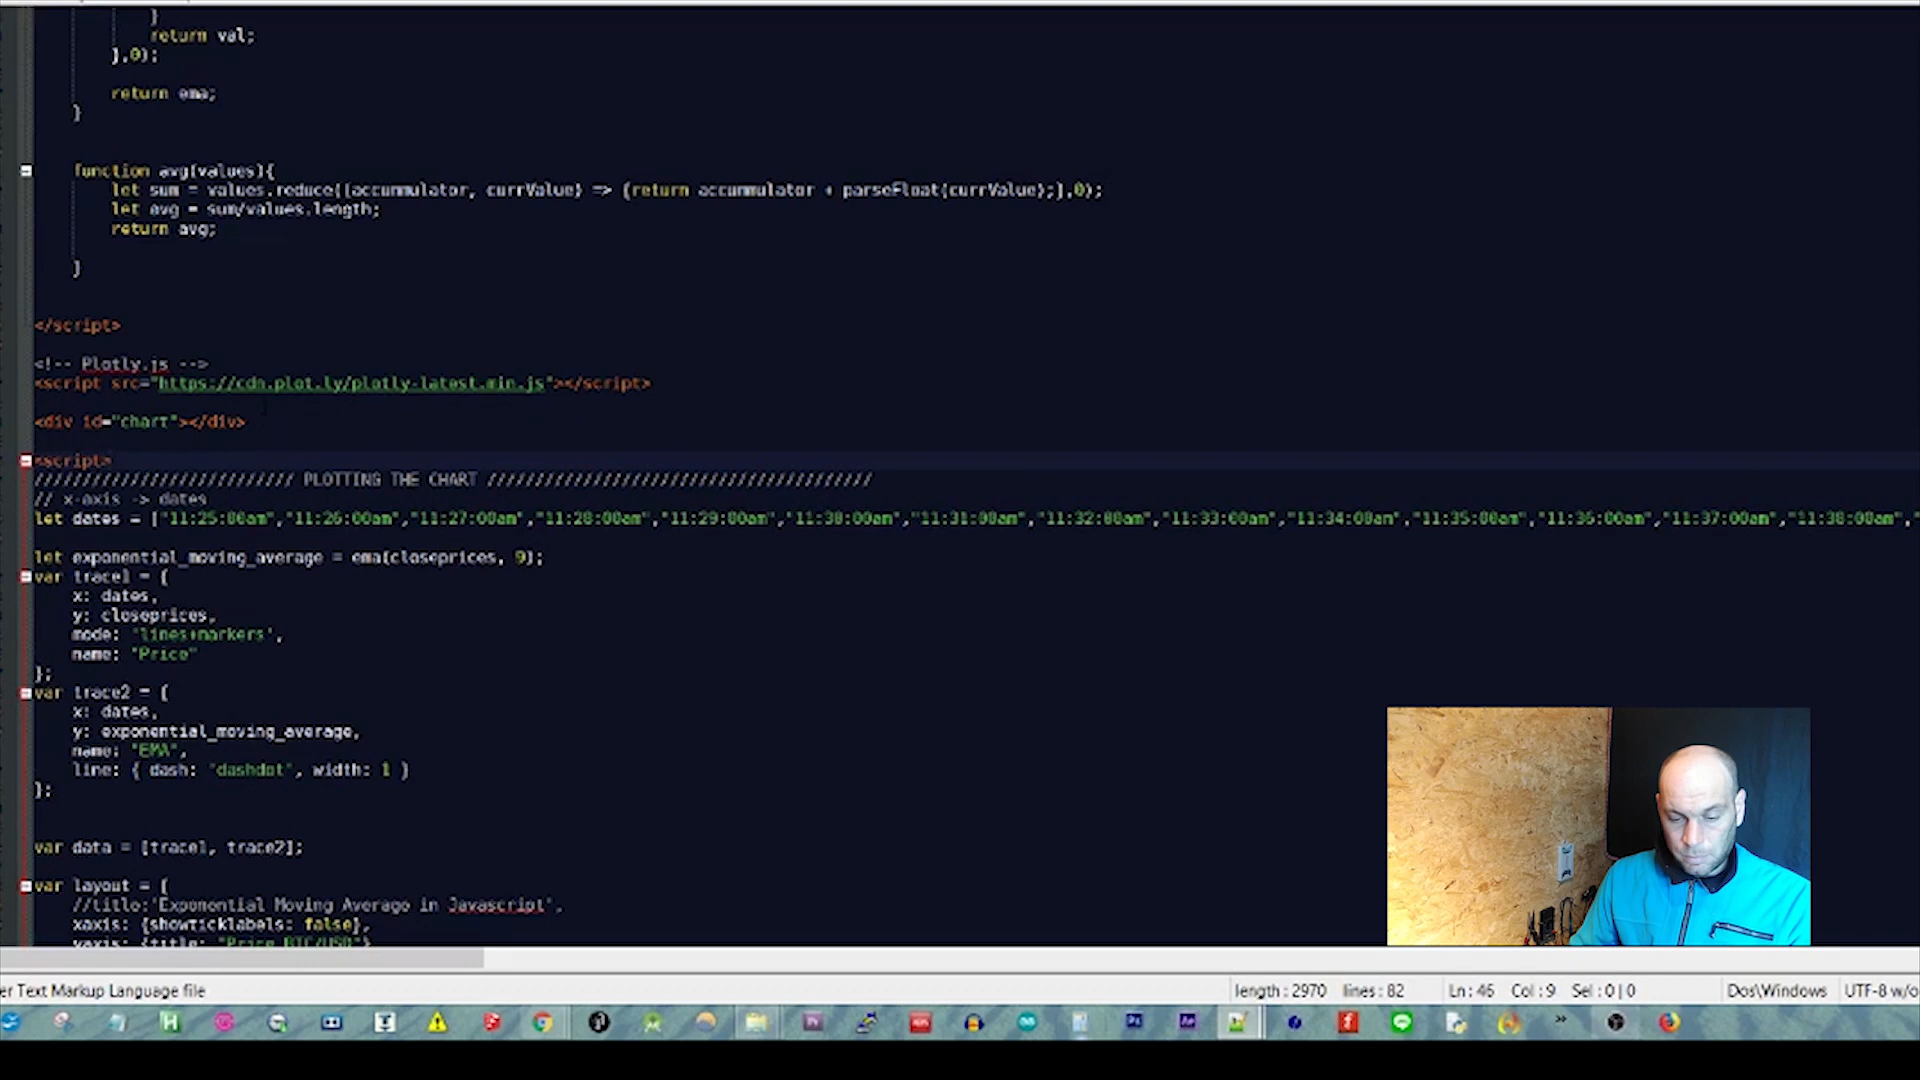 }
return val;
},0);
return ema;
}
function avg(values){
let sum = values.reduce((accummulator, currValue) => {return accummulator + parseFloat(currValue);},0);
let avg = sum/values.length;
return avg;
}
</script>
<!-- Plotly.js -->
<script src="https://cdn.plot.ly/plotly-latest.min.js"></script>
<div id="chart"></div>
<script>
/////////////////////////// PLOTTING THE CHART ////////////////////////////////////////
// x-axis -> dates
let dates = ["11:25:00am","11:26:00am","11:27:00am","11:28:00am","11:29:00am","11:30:00am","11:31:00am","11:32:00am","11:33:00am","11:34:00am","11:35:00am","11:36:00am","11:37:00am","11:38:00am","
let exponential_moving_average = ema(closeprices, 9);
var trace1 = {
x: dates,
y: closeprices,
mode: 'lines+markers',
name: "Price"
};
var trace2 = {
x: dates,
y: exponential_moving_average,
name: "EMA",
line: { dash: "dashdot", width: 1 }
};
var data = [trace1, trace2];
var layout = {
//title:'Exponential Moving Average in Javascript',
xaxis: {showticklabels: false},
yaxis: {title: "Price BTC/USD"}
er Text Markup Language file
length : 2970 lines : 82
Ln : 46 Col : 9 Sel : 0 | 0
Dos\Windows
UTF-8 w/o